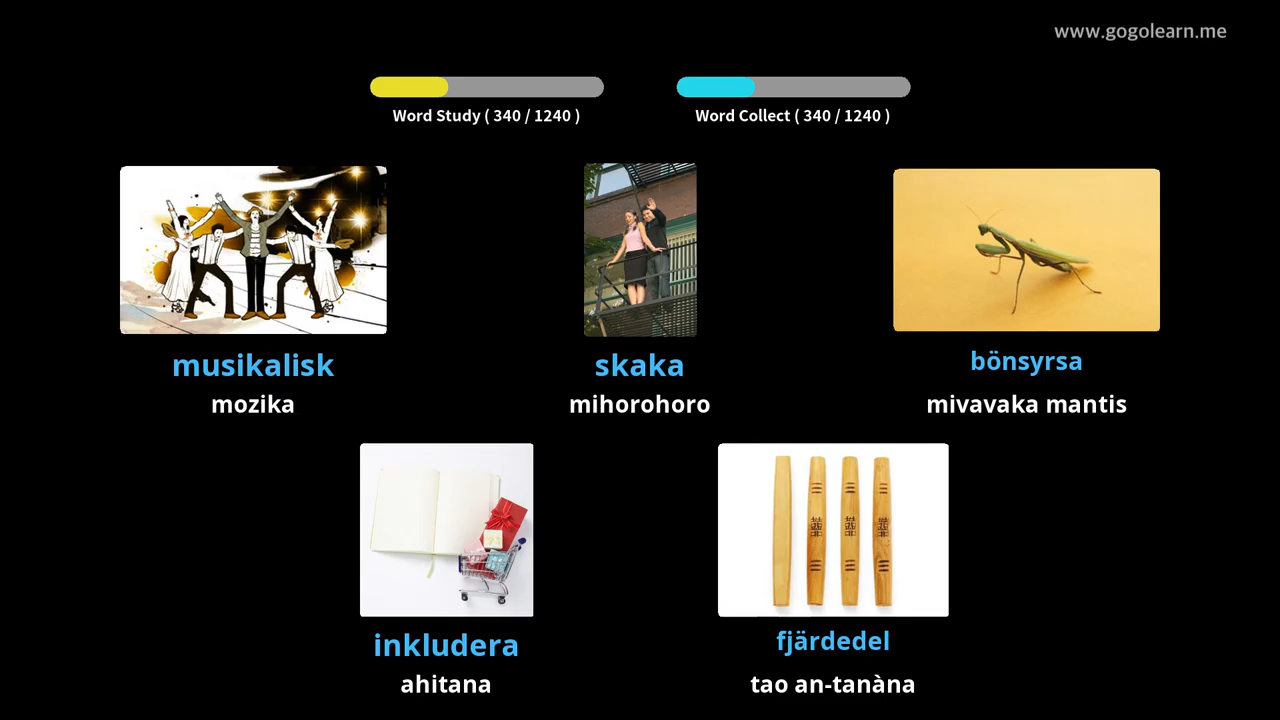 www.gogolearn.me
Word Study ( 340 / 1240 )
Word Collect ( 340 / 1240 )
musikalisk
mozika
skaka
mihorohoro
bönsyrsa
mivavaka mantis
inkludera
ahitana
fjärdedel
tao an-tanàna